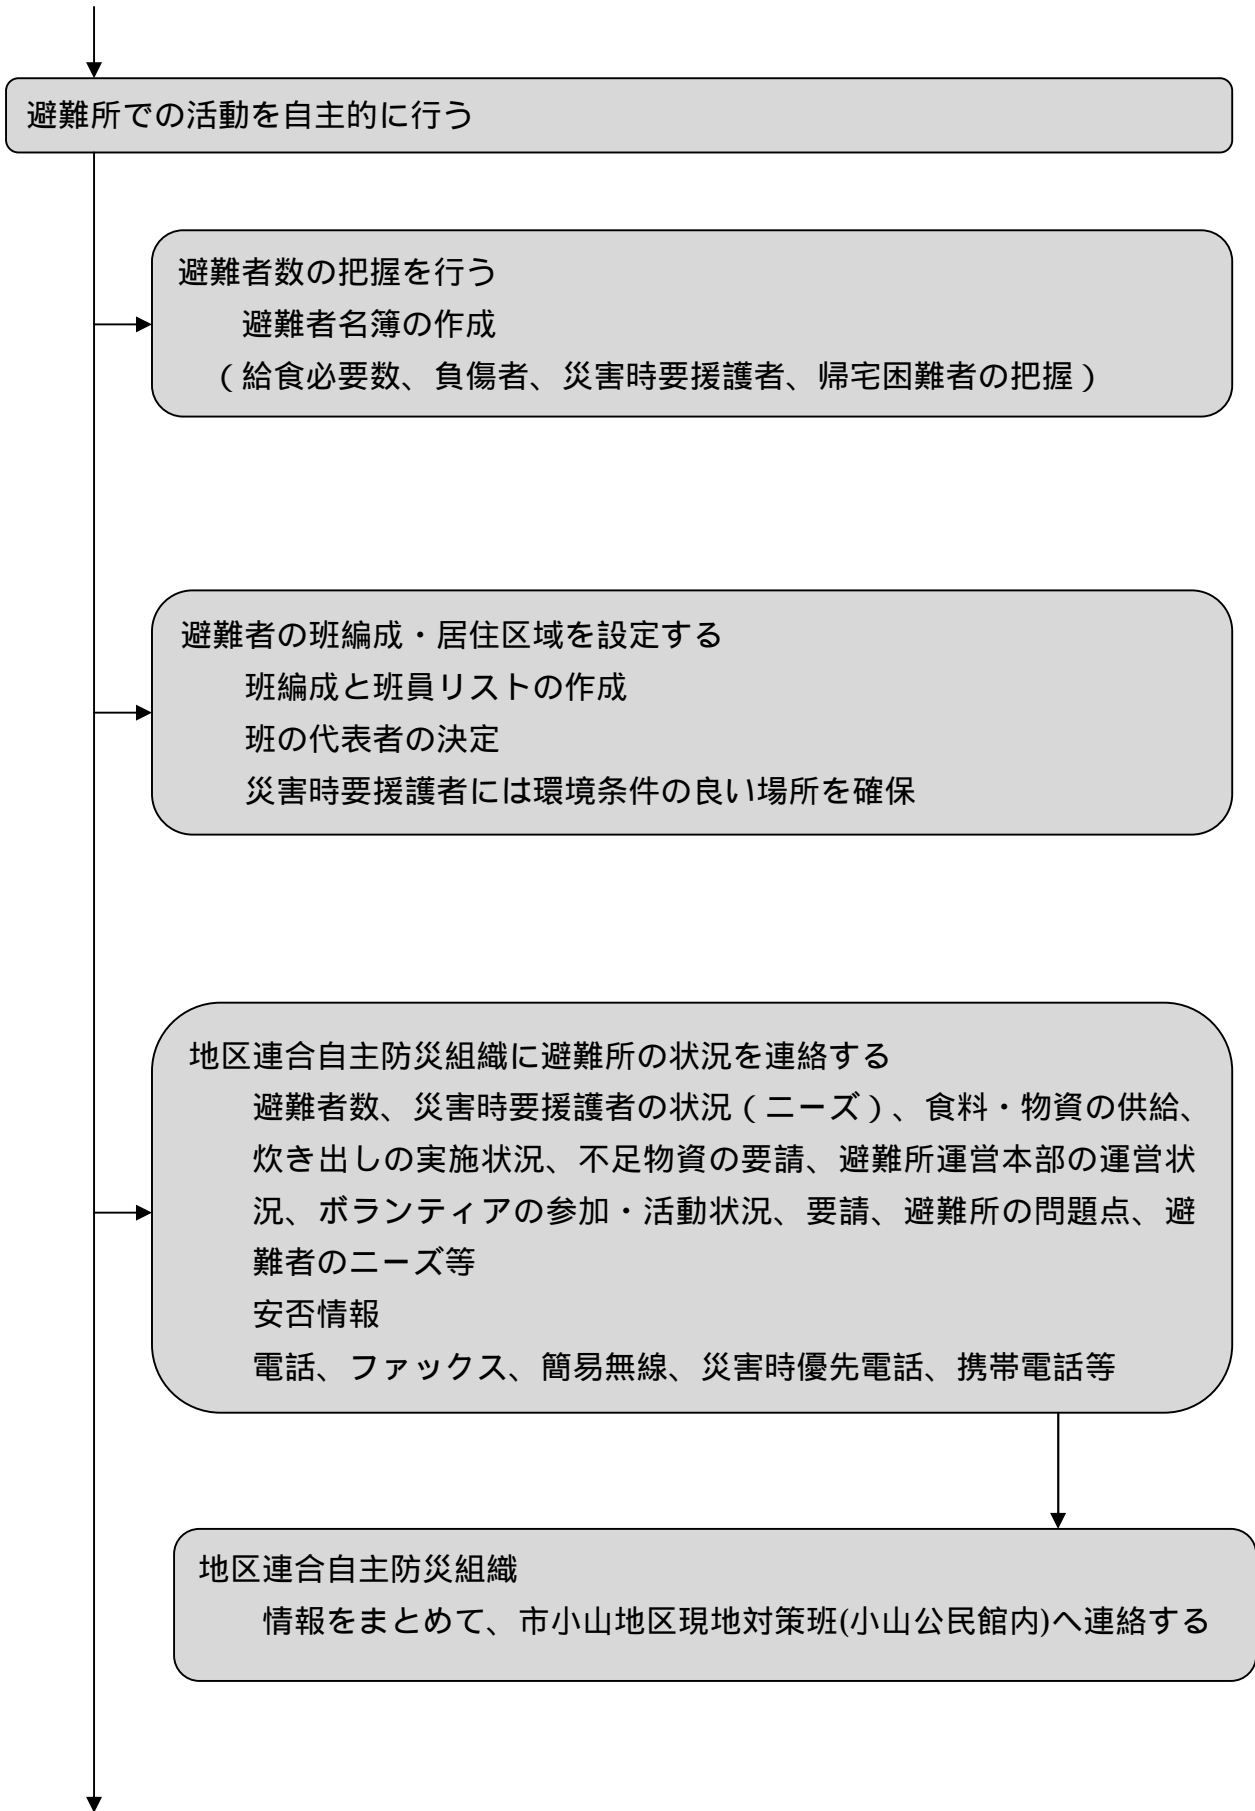 避難所での活動を自主的に行う
避難者数の把握を行う
避難者名簿の作成
（給食必要数、負傷者、災害時要援護者、帰宅困難者の把握）
避難者の班編成・居住区域を設定する
班編成と班員リストの作成
班の代表者の決定
災害時要援護者には環境条件の良い場所を確保
地区連合自主防災組織に避難所の状況を連絡する
避難者数、災害時要援護者の状況（ニーズ）、食料・物資の供給、
炊き出しの実施状況、不足物資の要請、避難所運営本部の運営状
況、ボランティアの参加・活動状況、要請、避難所の問題点、避
難者のニーズ等
安否情報
電話、ファックス、簡易無線、災害時優先電話、携帯電話等
地区連合自主防災組織
情報をまとめて、市小山地区現地対策班(小山公民館内)へ連絡する